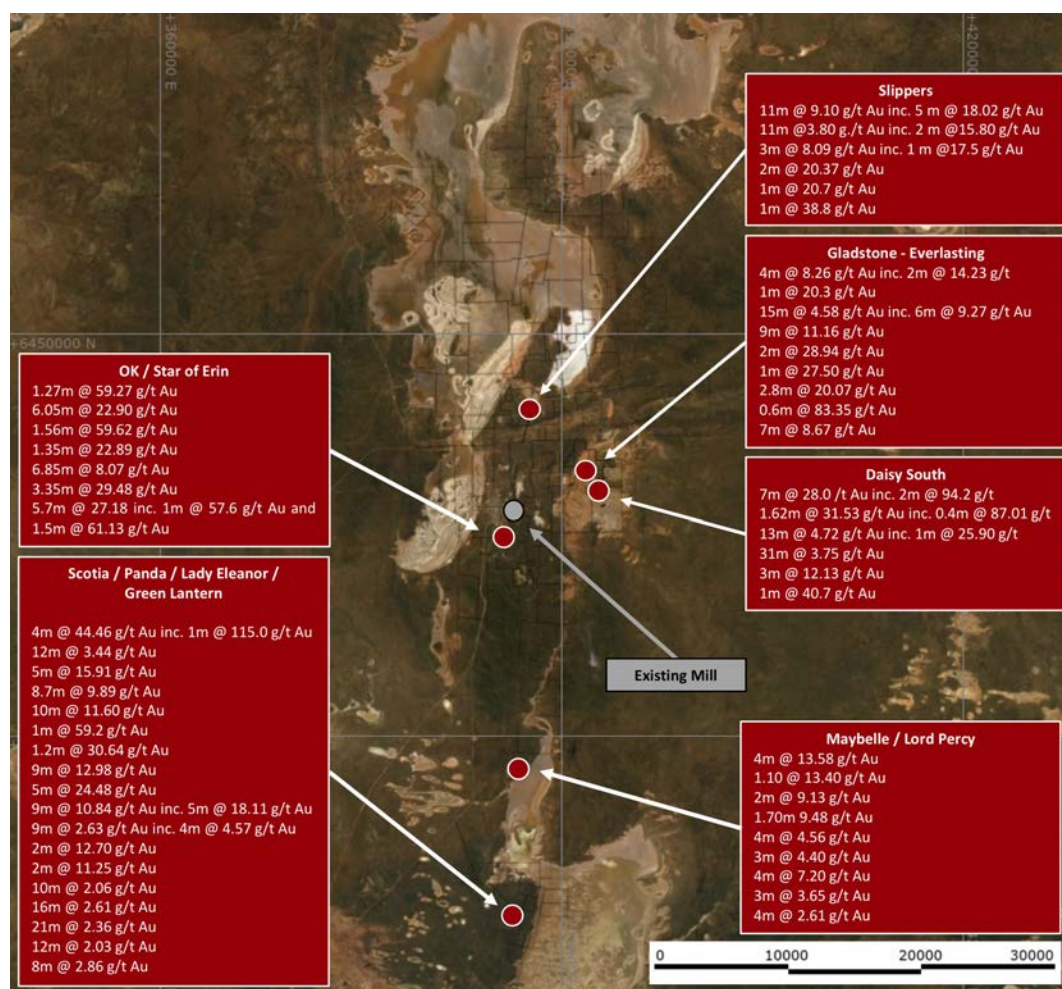 +360000 E
+420000 E
+6450000 N
Slippers
11m @ 9.10 g/t Au inc. 5 m @ 18.02 g/t Au
11m @3.80 g./t Au inc. 2 m @15.80 g/t Au
3m @ 8.09 g/t Au inc. 1 m @17.5 g/t Au
2m @ 20.37 g/t Au
1m @ 20.7 g/t Au
1m @ 38.8 g/t Au
Gladstone - Everlasting
4m @ 8.26 g/t Au inc. 2m @ 14.23 g/t
1m @ 20.3 g/t Au
15m @ 4.58 g/t Au inc. 6m @ 9.27 g/t Au
9m @ 11.16 g/t Au
2m @ 28.94 g/t Au
1m @ 27.50 g/t Au
2.8m @ 20.07 g/t Au
0.6m @ 83.35 g/t Au
7m @ 8.67 g/t Au
OK / Star of Erin
1.27m @ 59.27 g/t Au
6.05m @ 22.90 g/t Au
1.56m @ 59.62 g/t Au
1.35m @ 22.89 g/t Au
6.85m @ 8.07 g/t Au
3.35m @ 29.48 g/t Au
5.7m @ 27.18 inc. 1m @ 57.6 g/t Au and
1.5m @ 61.13 g/t Au
Daisy South
7m @ 28.0 /t Au inc. 2m @ 94.2 g/t
1.62m @ 31.53 g/t Au inc. 0.4m @ 87.01 g/t
13m @ 4.72 g/t Au inc. 1m @ 25.90 g/t
31m @ 3.75 g/t Au
3m @ 12.13 g/t Au
1m @ 40.7 g/t Au
Existing Mill
Scotia / Panda / Lady Eleanor /
Green Lantern
4m @ 44.46 g/t Au inc. 1m @ 115.0 g/t Au
12m @ 3.44 g/t Au
5m @ 15.91 g/t Au
8.7m @ 9.89 g/t Au
10m @ 11.60 g/t Au
1m @ 59.2 g/t Au
1.2m @ 30.64 g/t Au
9m @ 12.98 g/t Au
5m @ 24.48 g/t Au
9m @ 10.84 g/t Au inc. 5m @ 18.11 g/t Au
9m @ 2.63 g/t Au inc. 4m @ 4.57 g/t Au
2m @ 12.70 g/t Au
2m @ 11.25 g/t Au
10m @ 2.06 g/t Au
16m @ 2.61 g/t Au
21m @ 2.36 g/t Au
12m @ 2.03 g/t Au
8m @ 2.86 g/t Au
Maybelle / Lord Percy
4m @ 13.58 g/t Au
1.10 @ 13.40 g/t Au
2m @ 9.13 g/t Au
1.70m 9.48 g/t Au
4m @ 4.56 g/t Au
3m @ 4.40 g/t Au
4m @ 7.20 g/t Au
3m @ 3.65 g/t Au
4m @ 2.61 g/t Au
0 10000 20000 30000